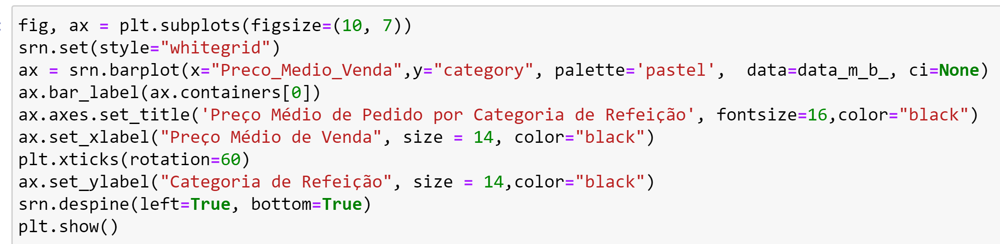 fig, ax = plt.subplots(figsize=(10, 7))
srn.set(style="whitegrid")
ax = srn.barplot(x="Preco_Medio_Venda",y="category", palette='pastel',  data=data_m_b_, ci=None)
ax.bar_label(ax.containers[0])
ax.axes.set_title('Preço Médio de Pedido por Categoria de Refeição', fontsize=16,color="black")
ax.set_xlabel("Preço Médio de Venda", size = 14, color="black")
plt.xticks(rotation=60)
ax.set_ylabel("Categoria de Refeição", size = 14,color="black")
srn.despine(left=True, bottom=True)
plt.show()